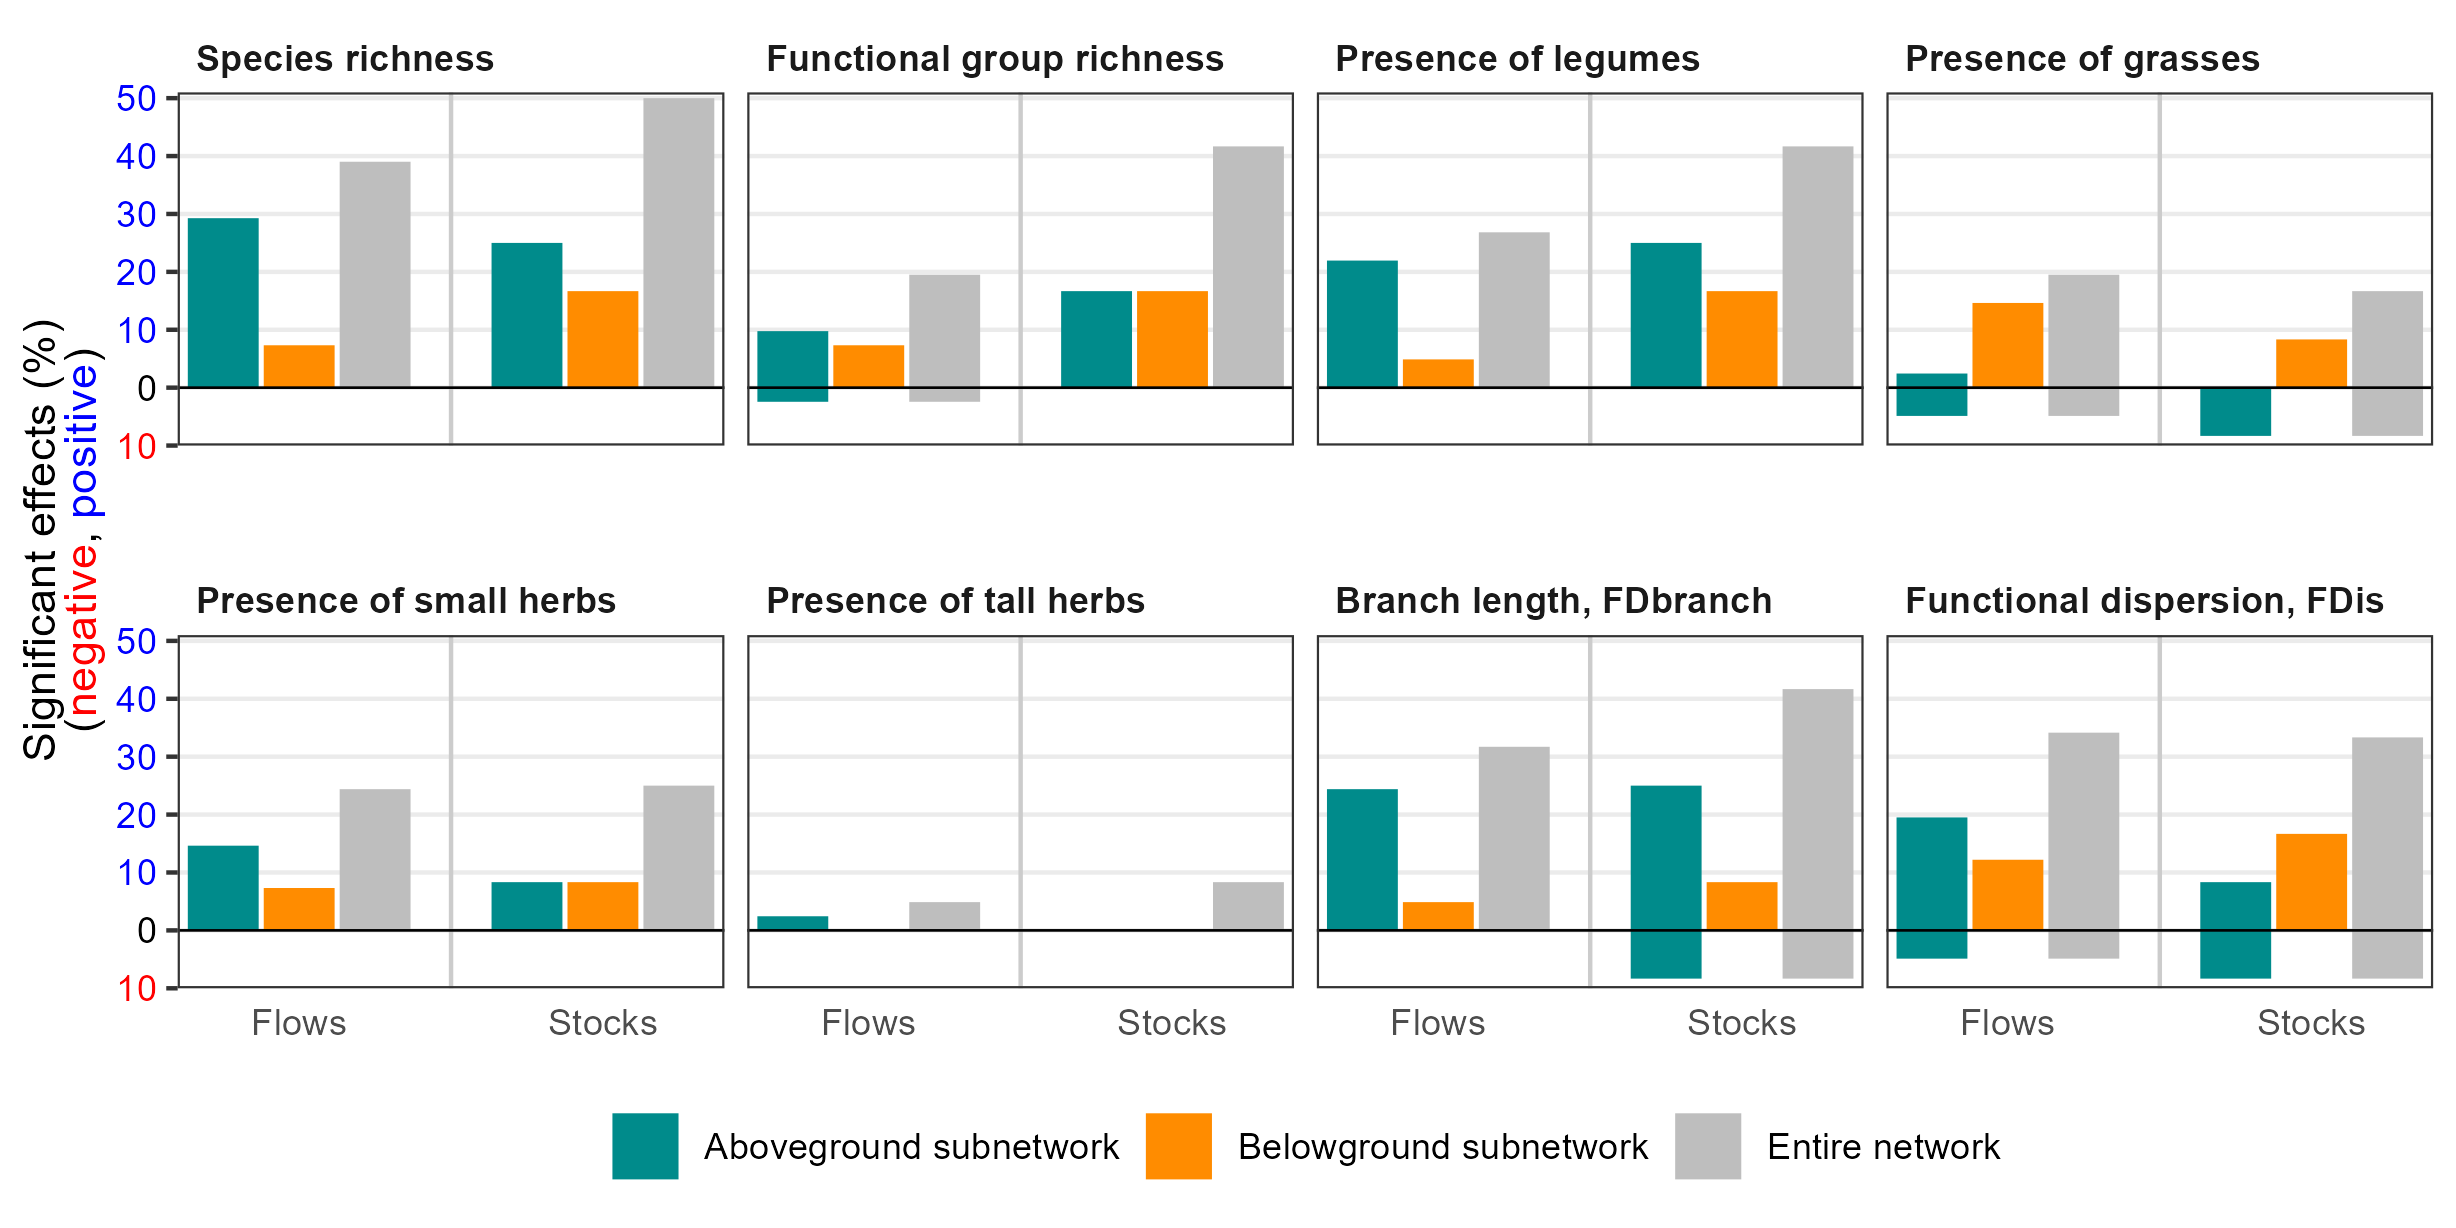 Species richness
Functional group richness
Presence of legumes
Presence of grasses
50
40
30
20
10
0
10
Significant effects (%)
(negative, positive)
Presence of small herbs
Presence of tall herbs
Branch length, FDbranch
Functional dispersion, FDis
50
40
30
20
10
0
10
Flows Stocks
Flows Stocks
Flows Stocks
Flows Stocks
Aboveground subnetwork
Belowground subnetwork
Entire network